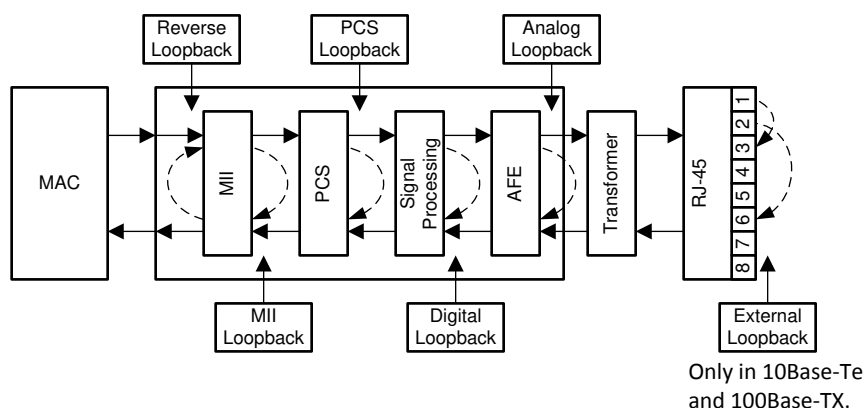 Reverse
Loopback
PCS
Loopback
Analog
Loopback
MAC
MII
PCS
Signal
Processing
AFE
Transformer
RJ-45
1
2
3
4
5
6
7
8
MII
Loopback
Digital
Loopback
External
Loopback
Only in 10Base-Te
and 100Base-TX.